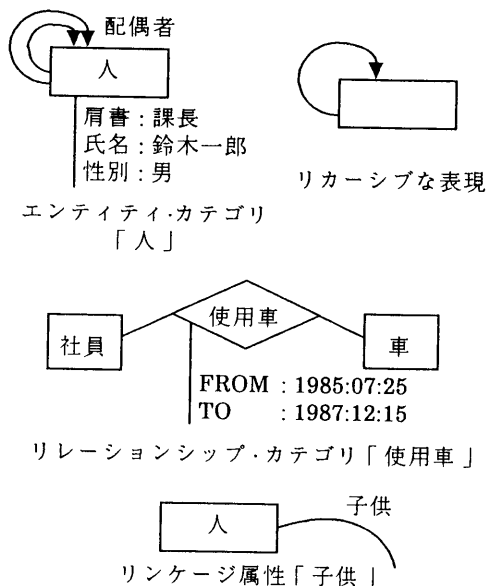 配偶者
人
肩書：課長
氏名：鈴木一郎
性別：男
エンティティ・カテゴリ
「人」
リカーシブな表現
社員
使用車
車
FROM : 1985:07:25
TO : 1987:12:15
リレーションシップ・カテゴリ「使用車」
人
子供
リンケージ属性「子供」